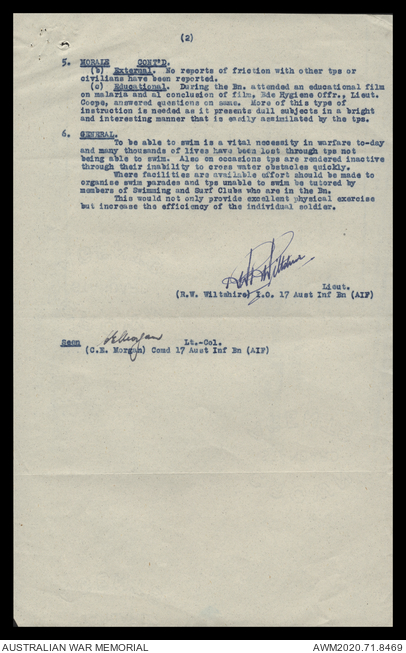 (2)
5. MORALE CONT'D.
(b) External. No reports of friction with other tps or
civilians have been reported.
(c) Educational. During the Bn. attended an educational film
on malaria and al conclusion of film, Bde Hygiene Offr., Lieut.
Coope, answered questions on same. More of this type of
instruction is needed as it presents dull subjects in a bright
and interesting manner that is easily assimilated by the tps.
6. GENERAL.
To be able to swim is a vital necessity in warfare to-day
and many thousands of lives have been lost through tps not
being able to swim. Also on occasions tps are rendered inactive
through their inability to cross water obstacles quickly.
Where facilities are available effort should be made to
organise swim parades and tps unable to swim be tutored by
members of Swimming and Surf Clubs who are in the Bn.
This would not only provide excellent physical exercise
but increase the efficiency of the individual soldier.
R W Wiltshire
Lieut.
(R.W. Wiltshire) I.O. 17 Aust Inf Bn (AIF)
Seen CEMorgan Lt.-Col.
(C.E. Morgan) Comd 17 Aust Inf Bn (AIF)
AUSTRALIAN WAR MEMORIAL
AWM2020.71.8469